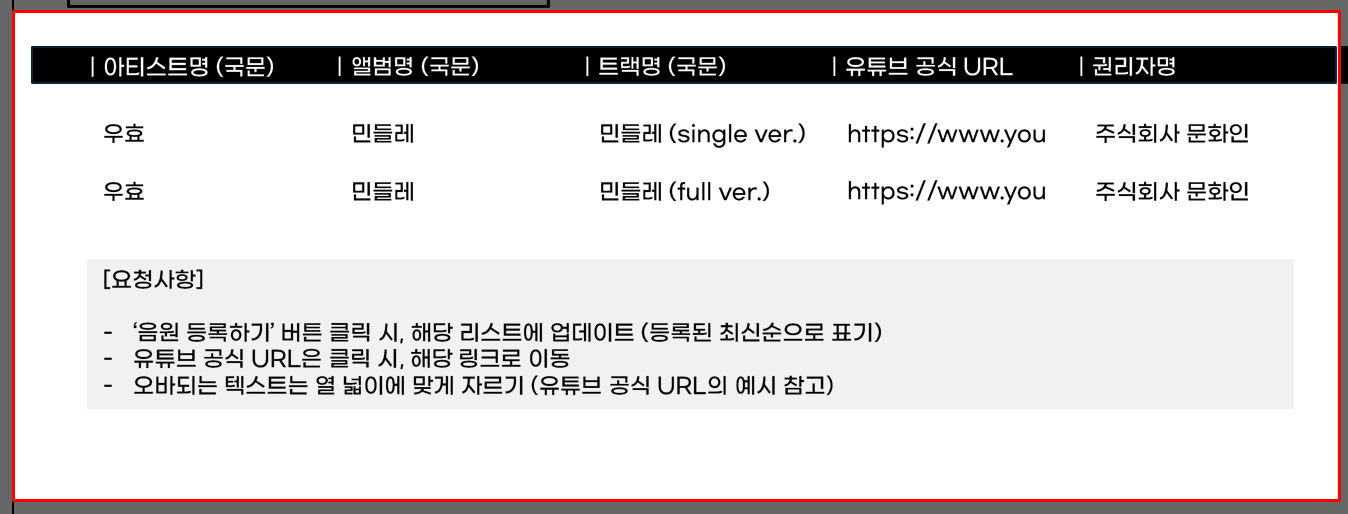 | 아티스트명 (국문) | 앨범명 (국문) | 트랙명 (국문) | 유튜브 공식 URL | 권리자명
우효 민들레 민들레 (single ver.) https://www.you 주식회사 문화인
우효 민들레 민들레 (full ver.) https://www.you 주식회사 문화인
[요청사항]
- ‘음원 등록하기’ 버튼 클릭 시, 해당 리스트에 업데이트 (등록된 최신순으로 표기)
- 유튜브 공식 URL은 클릭 시, 해당 링크로 이동
- 오바되는 텍스트는 열 넓이에 맞게 자르기 (유튜브 공식 URL의 예시 참고)